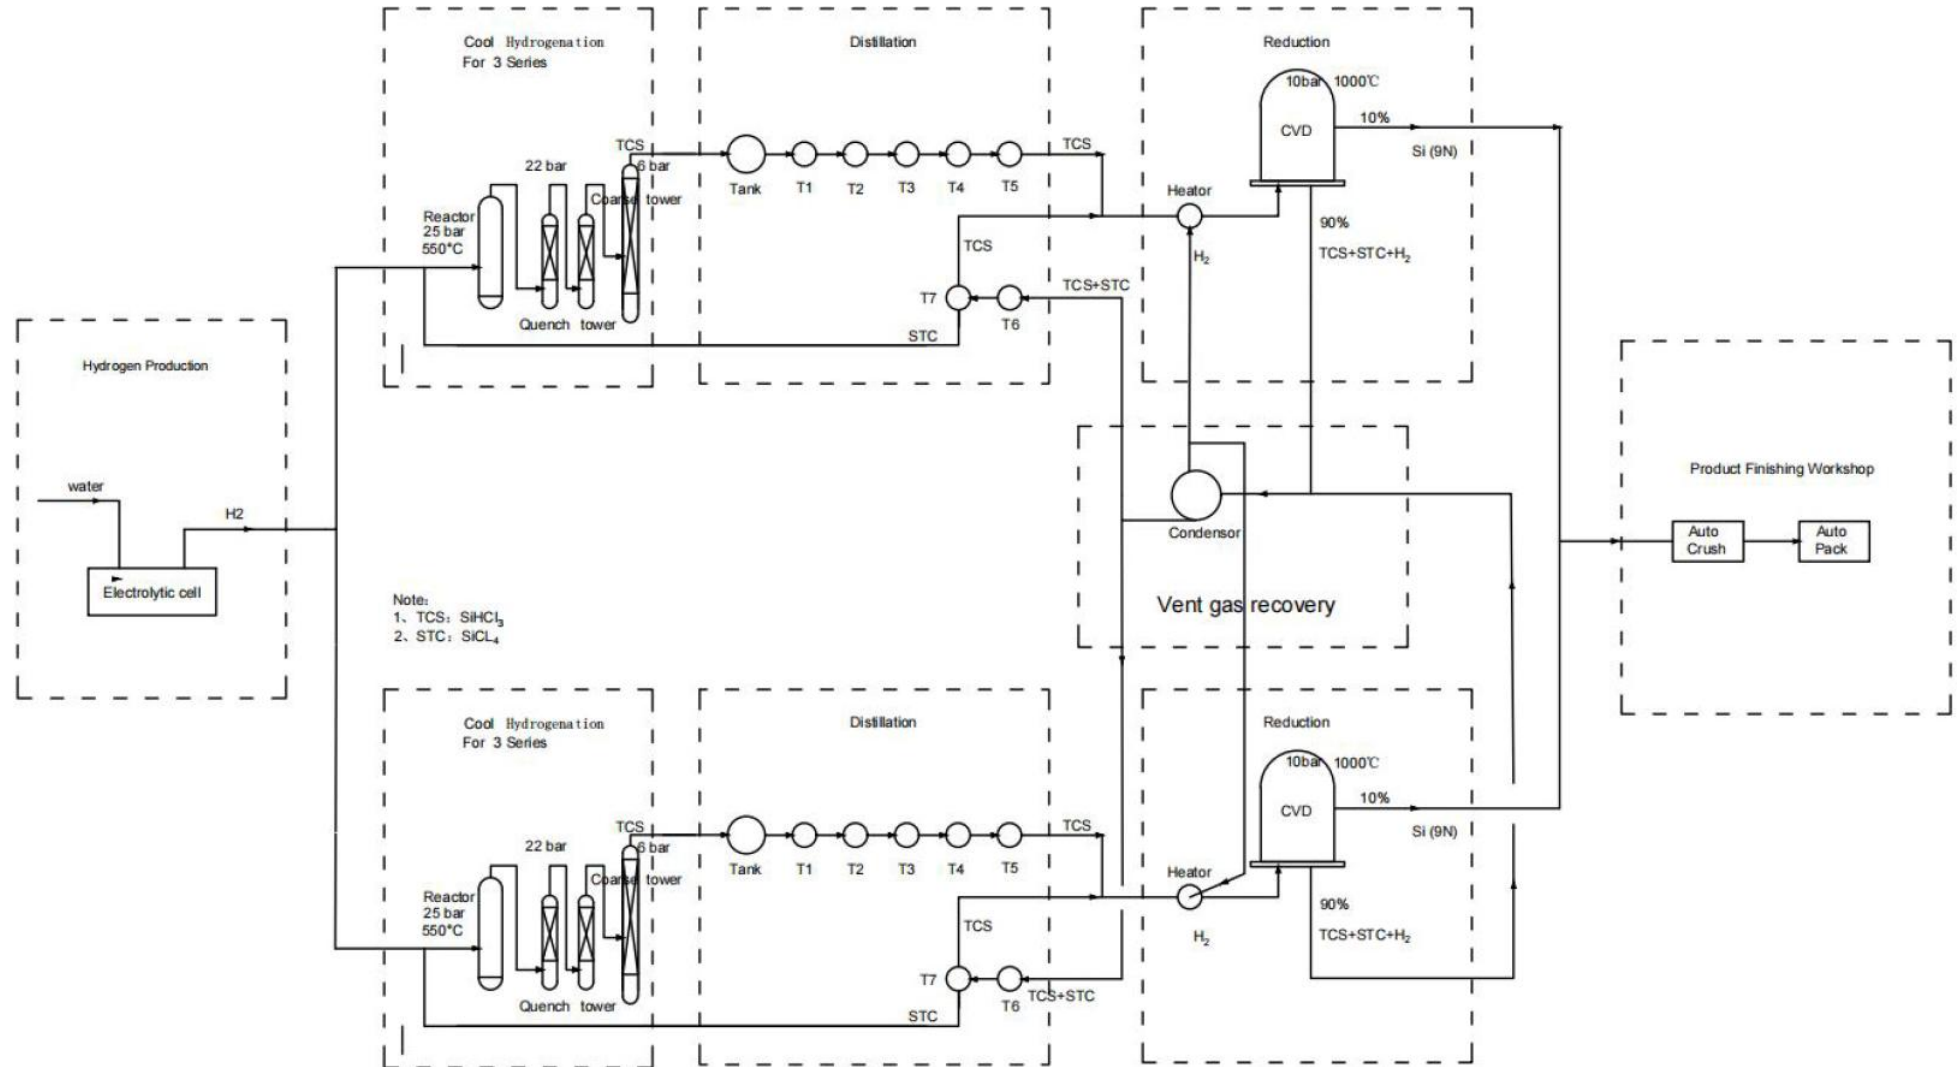 Hydrogen Production
water
H2
Electrolytic cell
Cool Hydrogenation
For 3 Series
TCS
22 bar
6 bar
Coarse tower
Reactor
25 bar
550°C
Quench tower
Distillation
Tank
T1
T2
T3
T4
T5
TCS
TCS
T7
T6
TCS+STC
STC
Reduction
10bar 1000℃
CVD
10%
Si (9N)
Heator
H₂
90%
TCS+STC+H₂
Condensor
Vent gas recovery
Product Finishing Workshop
Auto
Crush
Auto
Pack
Note:
1、TCS: SiHCl₃
2、STC: SiCL₄
Cool Hydrogenation
For 3 Series
TCS
22 bar
6 bar
Coarse tower
Reactor
25 bar
550°C
Quench tower
Distillation
Tank
T1
T2
T3
T4
T5
TCS
TCS
T7
T6
TCS+STC
STC
Reduction
10bar 1000℃
CVD
10%
Si (9N)
Heator
H₂
90%
TCS+STC+H₂